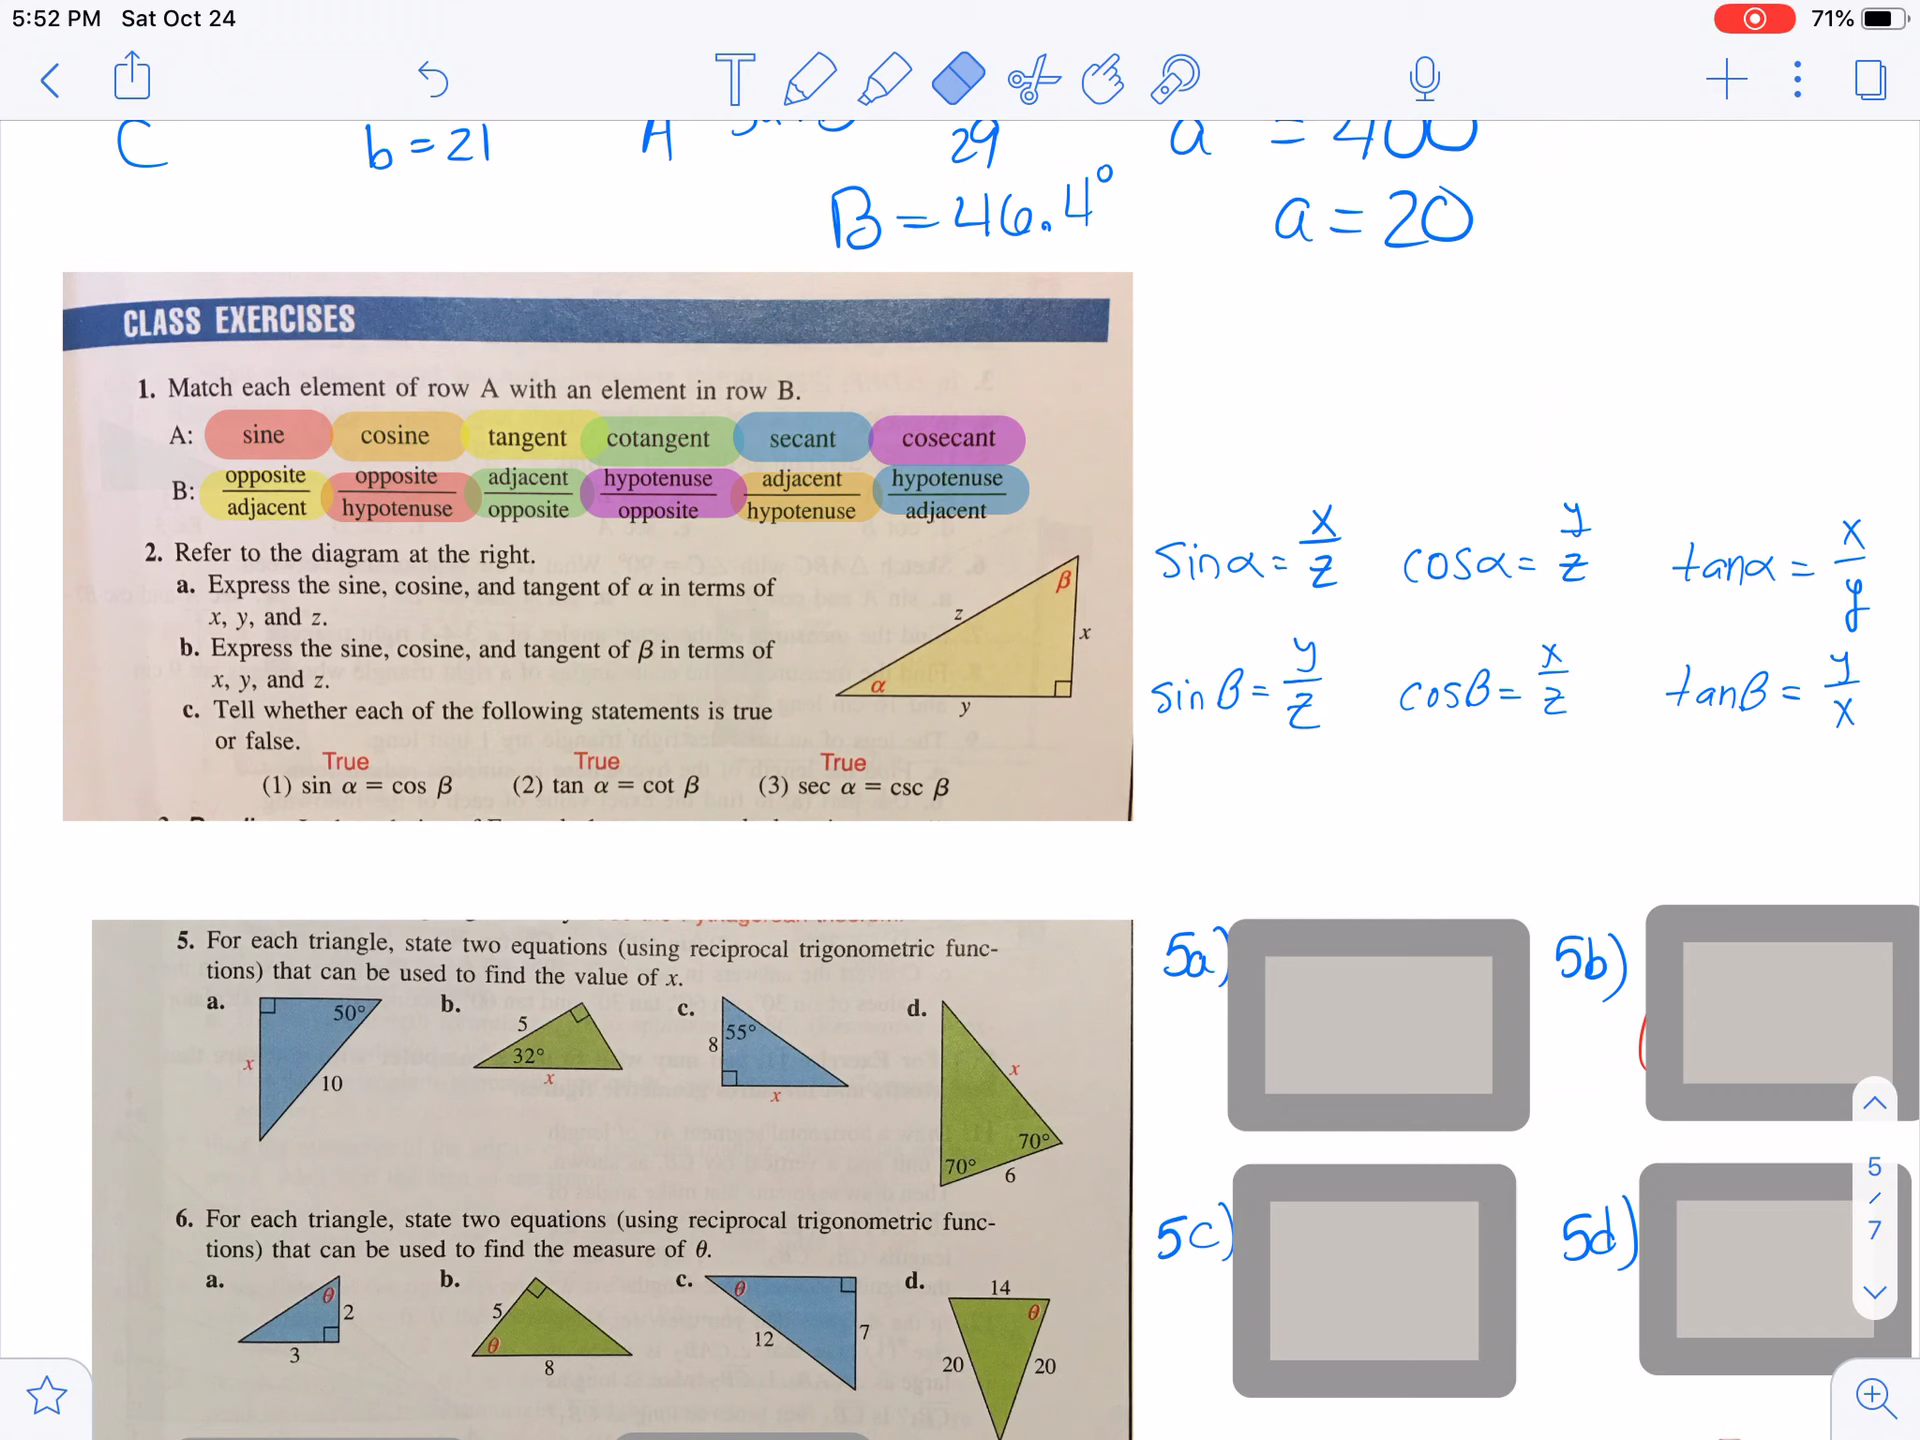 5:52 PM Sat Oct 24
71%
C
b = 21
A
29
a = 400
B = 46.4°
a = 20
CLASS EXERCISES
1. Match each element of row A with an element in row B.
A: sine cosine tangent cotangent secant cosecant
B: opposite/adjacent opposite/hypotenuse adjacent/opposite hypotenuse/opposite adjacent/hypotenuse hypotenuse/adjacent
2. Refer to the diagram at the right.
a. Express the sine, cosine, and tangent of α in terms of
x, y, and z.
b. Express the sine, cosine, and tangent of β in terms of
x, y, and z.
c. Tell whether each of the following statements is true
or false.
True True True
(1) sin α = cos β (2) tan α = cot β (3) sec α = csc β
β
z
x
α
y
sinα = x/z cosα = y/z tanα = x/y
sinβ = y/z cosβ = x/z tanβ = y/x
5. For each triangle, state two equations (using reciprocal trigonometric func-
tions) that can be used to find the value of x.
a. 50° x 10
b. 5 32° x
c. 8 55° x
d. x 70° 70° 6
6. For each triangle, state two equations (using reciprocal trigonometric func-
tions) that can be used to find the measure of θ.
a. θ 2 3
b. 5 θ 8
c. θ 12 7
d. 14 θ 20 20
5a)
5b)
5c)
5d)
5
/
7